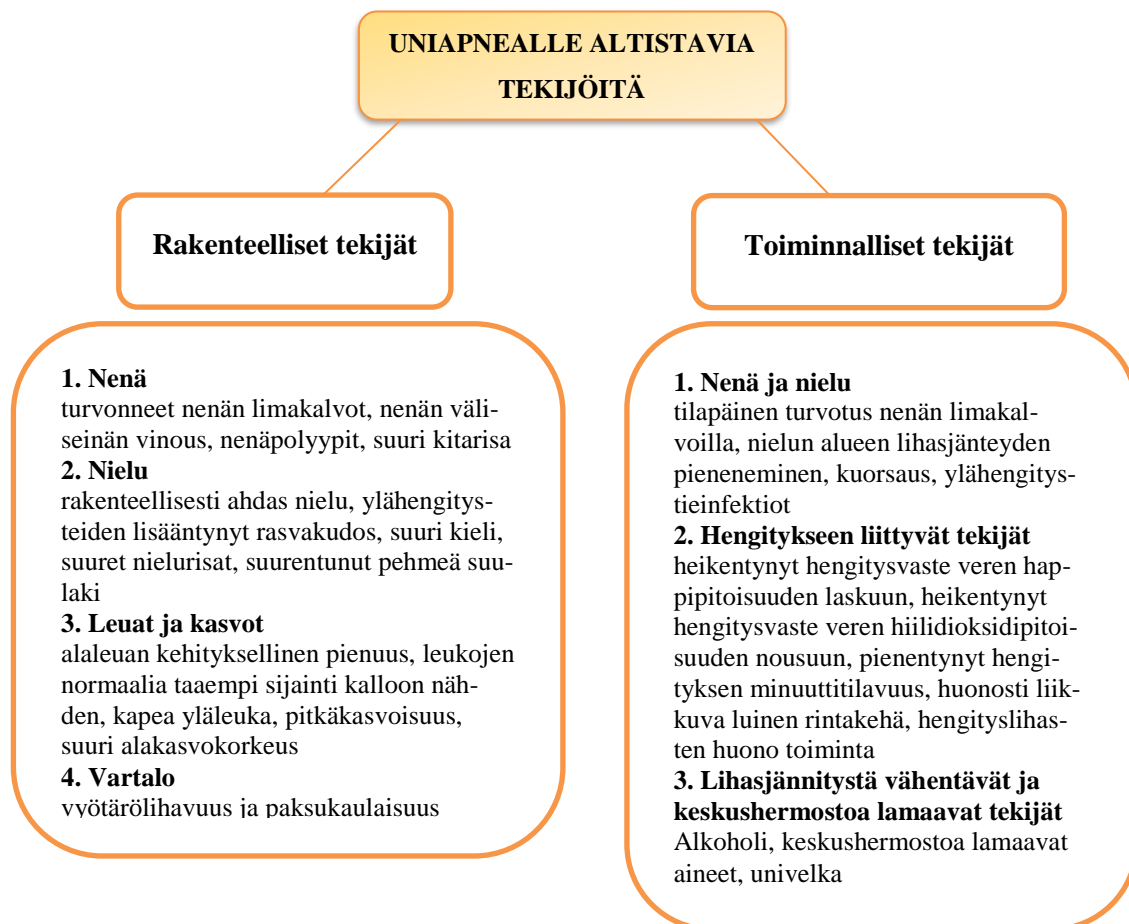 UNIAPNEALLE ALTISTAVIA
TEKIJÖITÄ
Rakenteelliset tekijät
1. Nenä
turvonneet nenän limakalvot, nenän väli-
seinän vinous, nenäpolyypit, suuri kitarisa
2. Nielu
rakenteellisesti ahdas nielu, ylähengitys-
teiden lisääntynyt rasvakudos, suuri kieli,
suuret nielurisat, suurentunut pehmeä suu-
laki
3. Leuat ja kasvot
alaleuan kehityksellinen pienuus, leukojen
normaalia taaempi sijainti kalloon näh-
den, kapea yläleuka, pitkäkasvoisuus,
suuri alakasvokorkeus
4. Vartalo
vyötärölihavuus ja paksukaulaisuus
Toiminnalliset tekijät
1. Nenä ja nielu
tilapäinen turvotus nenän limakal-
voilla, nielun alueen lihasjänteyden
pieneneminen, kuorsaus, ylähengitys-
tieinfektiot
2. Hengitykseen liittyvät tekijät
heikentynyt hengitysvaste veren hap-
pipitoisuuden laskuun, heikentynyt
hengitysvaste veren hiilidioksidipitoi-
suuden nousuun, pienentynyt hengi-
tyksen minuuttitilavuus, huonosti liik-
kuva luinen rintakehä, hengityslihas-
ten huono toiminta
3. Lihasjännitystä vähentävät ja
keskushermostoa lamaavat tekijät
Alkoholi, keskushermostoa lamaavat
aineet, univelka